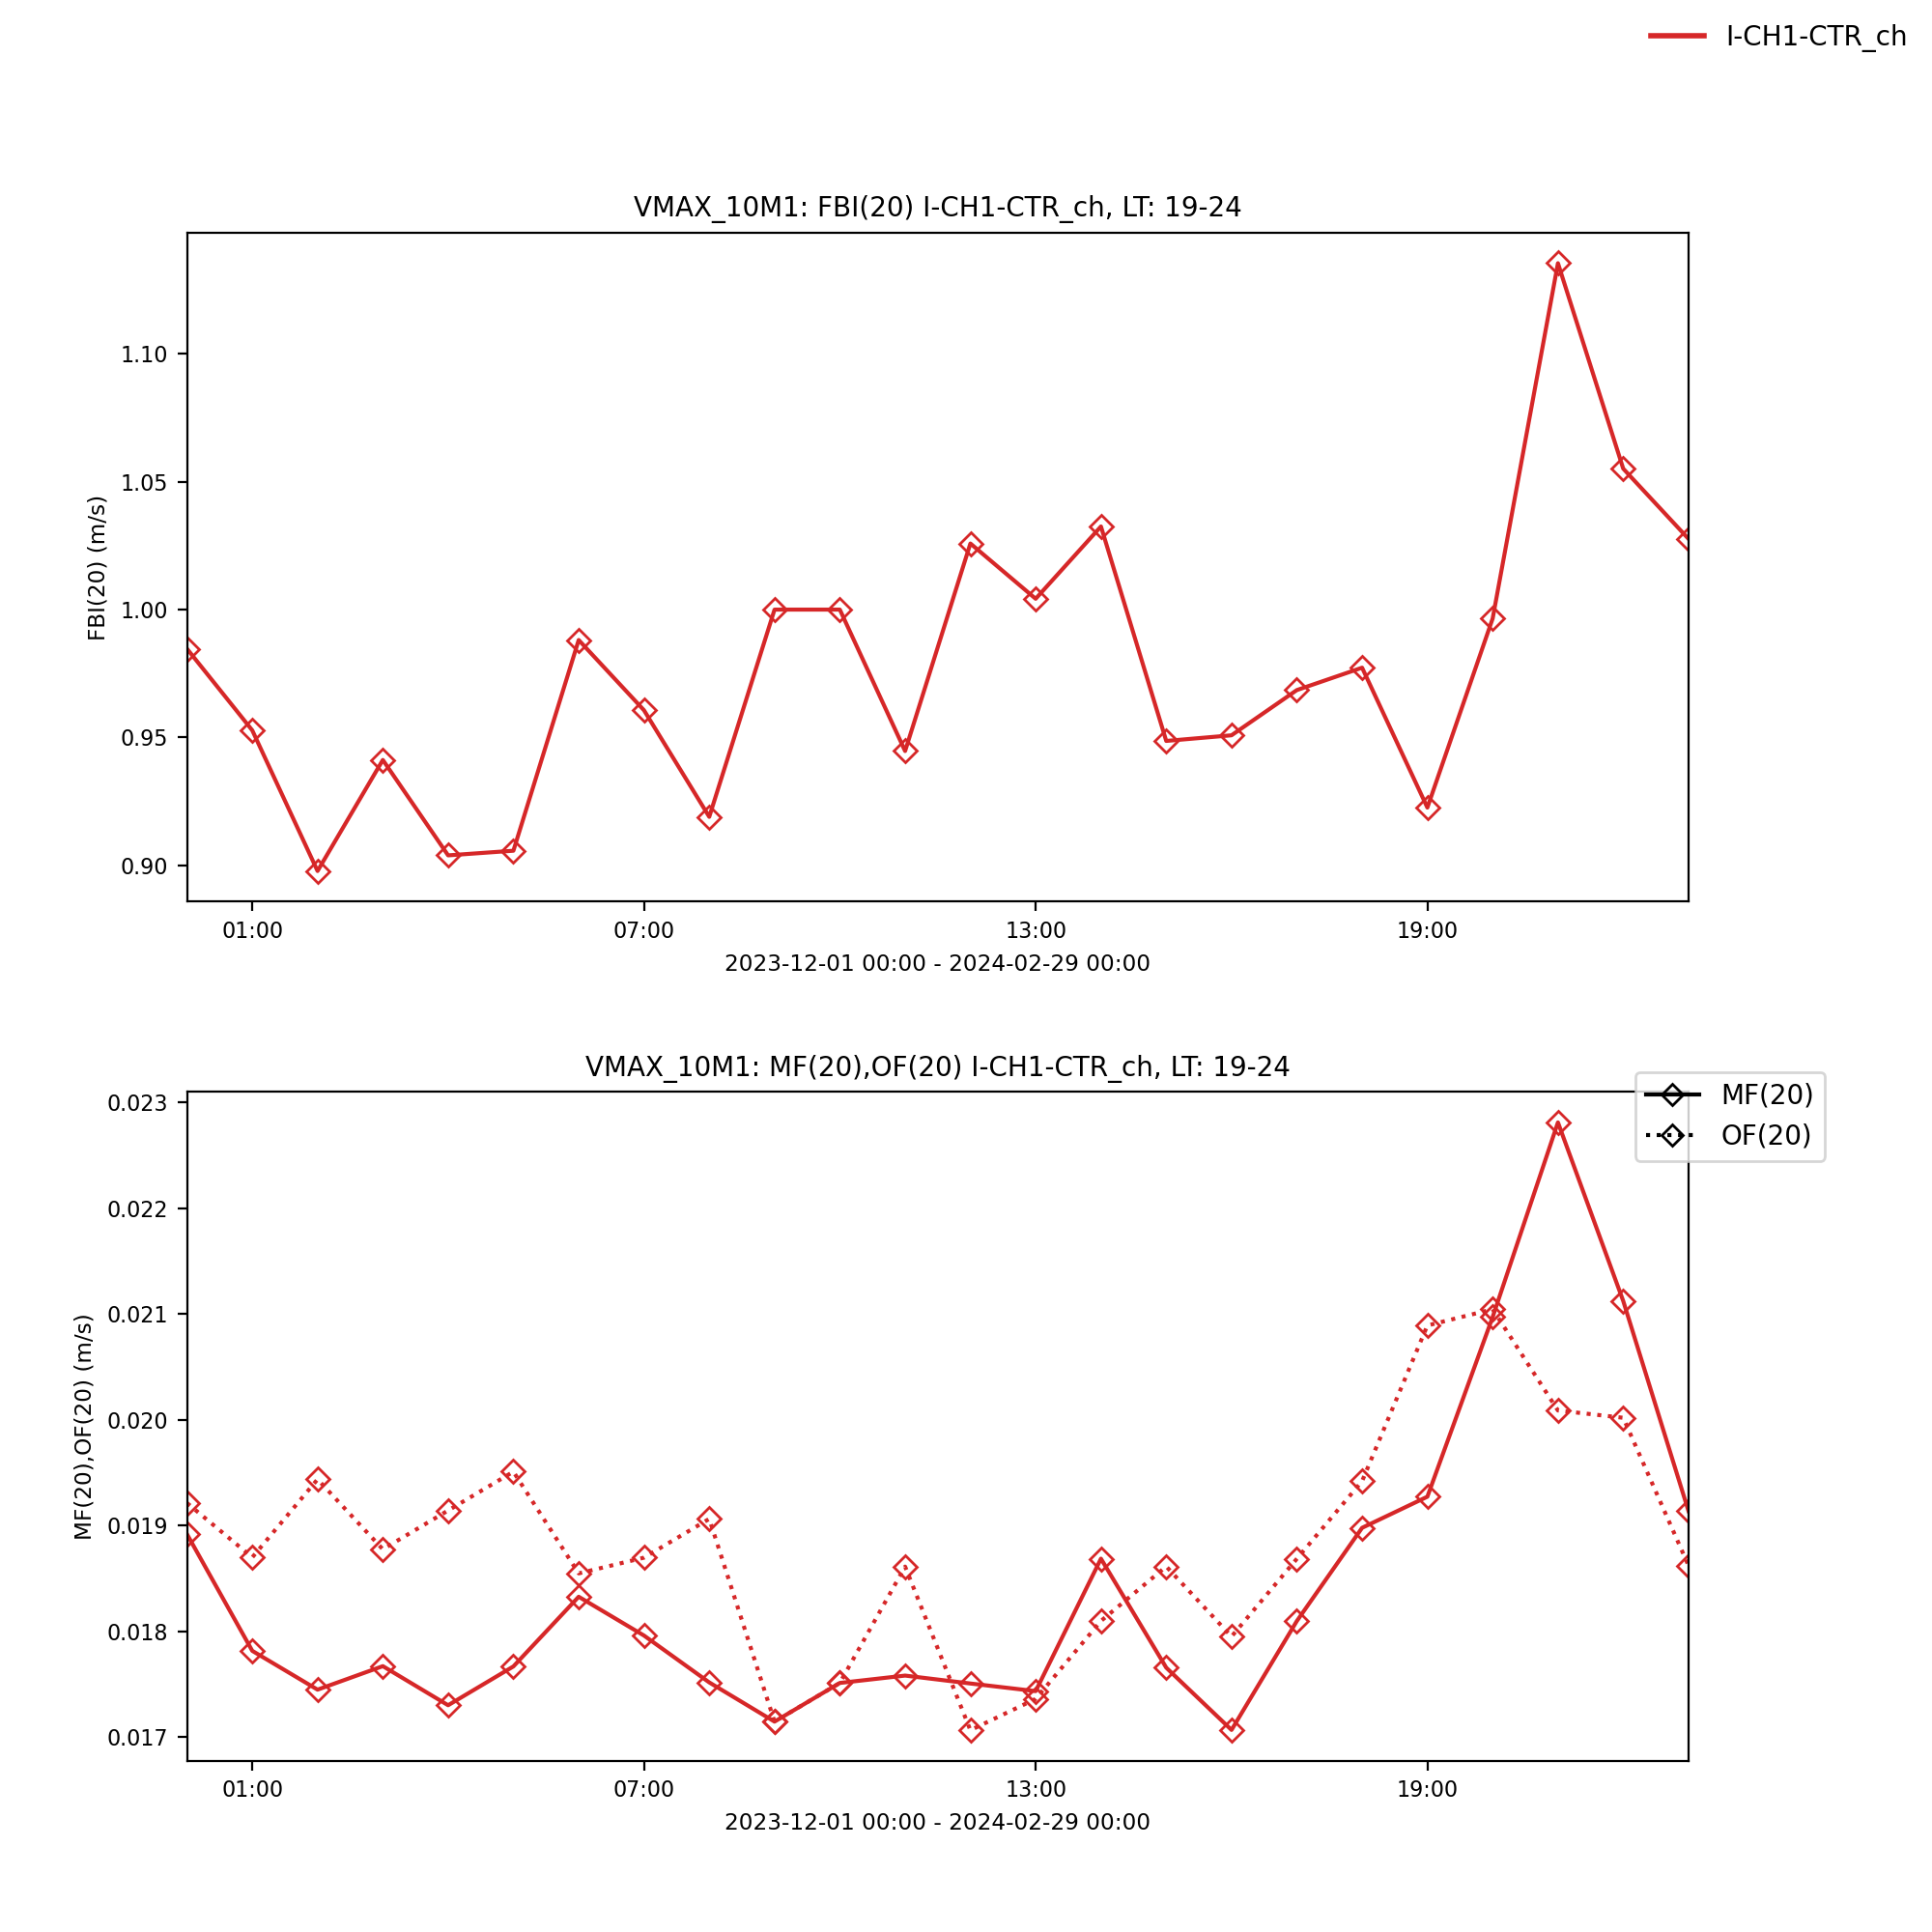 I-CH1-CTR_ch
VMAX_10M1: FBI(20) I-CH1-CTR_ch, LT: 19-24
FBI(20) (m/s)
1.10
1.05
1.00
0.95
0.90
01:00 07:00 13:00 19:00
2023-12-01 00:00 - 2024-02-29 00:00
VMAX_10M1: MF(20),OF(20) I-CH1-CTR_ch, LT: 19-24
MF(20)
OF(20)
MF(20),OF(20) (m/s)
0.023
0.022
0.021
0.020
0.019
0.018
0.017
01:00 07:00 13:00 19:00
2023-12-01 00:00 - 2024-02-29 00:00